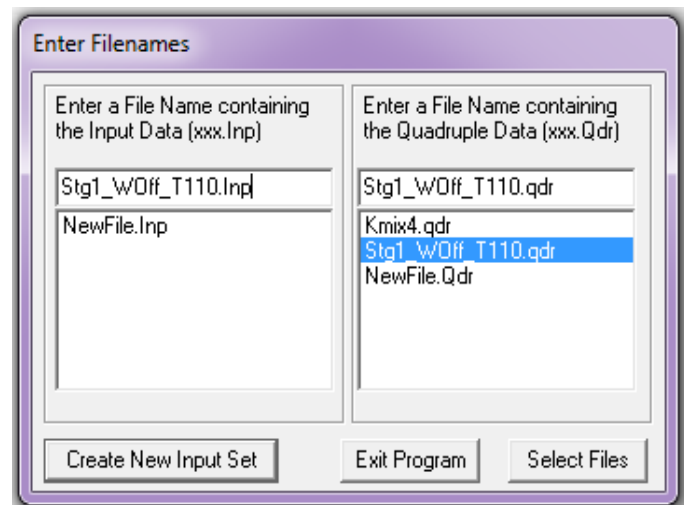 Enter Filenames
Enter a File Name containing
the Input Data (xxx.Inp)
Stg1_WOff_T110.Inp
NewFile.Inp
Enter a File Name containing
the Quadruple Data (xxx.Qdr)
Stg1_WOff_T110.qdr
Kmix4.qdr
Stg1_WOff_T110.qdr
NewFile.Qdr
Create New Input Set
Exit Program
Select Files